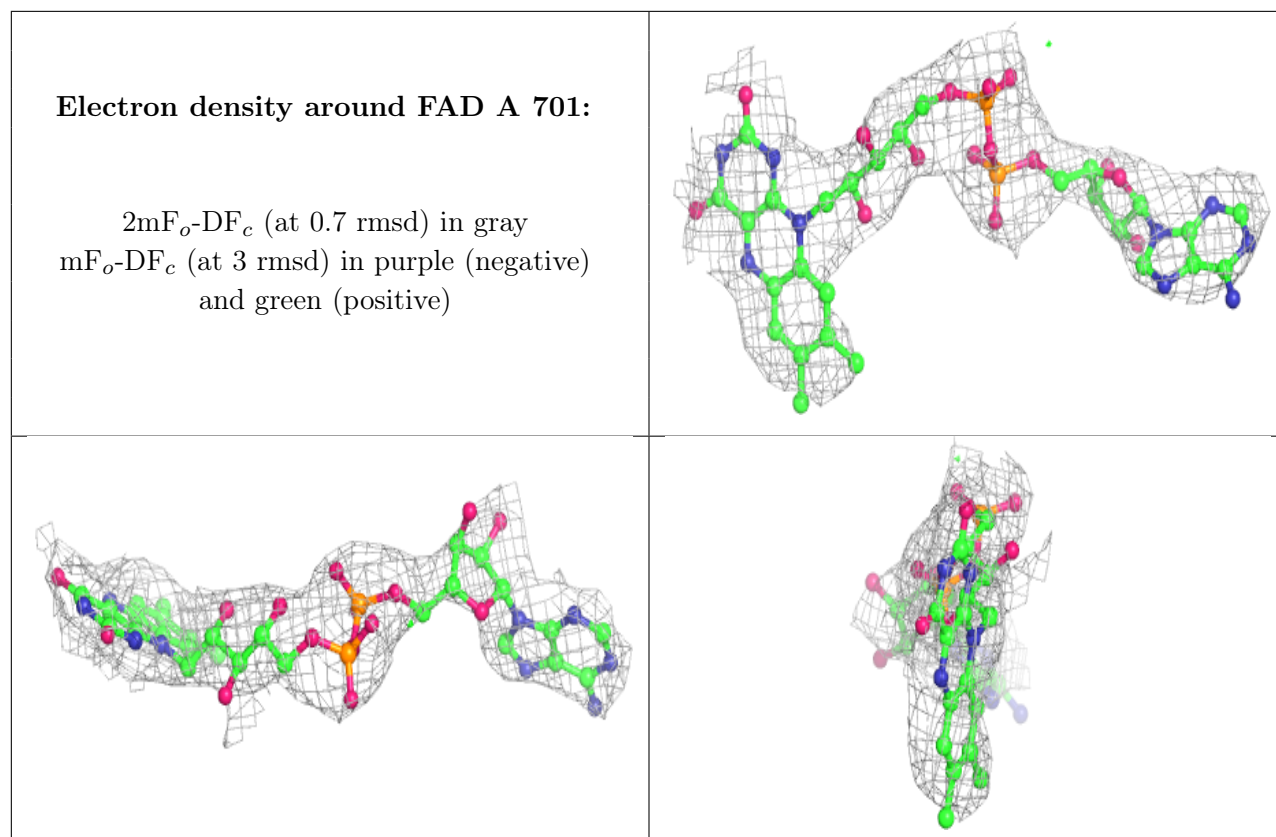 Electron density around FAD A 701:
2mFₒ-DF𝒸 (at 0.7 rmsd) in gray
mFₒ-DF𝒸 (at 3 rmsd) in purple (negative)
and green (positive)